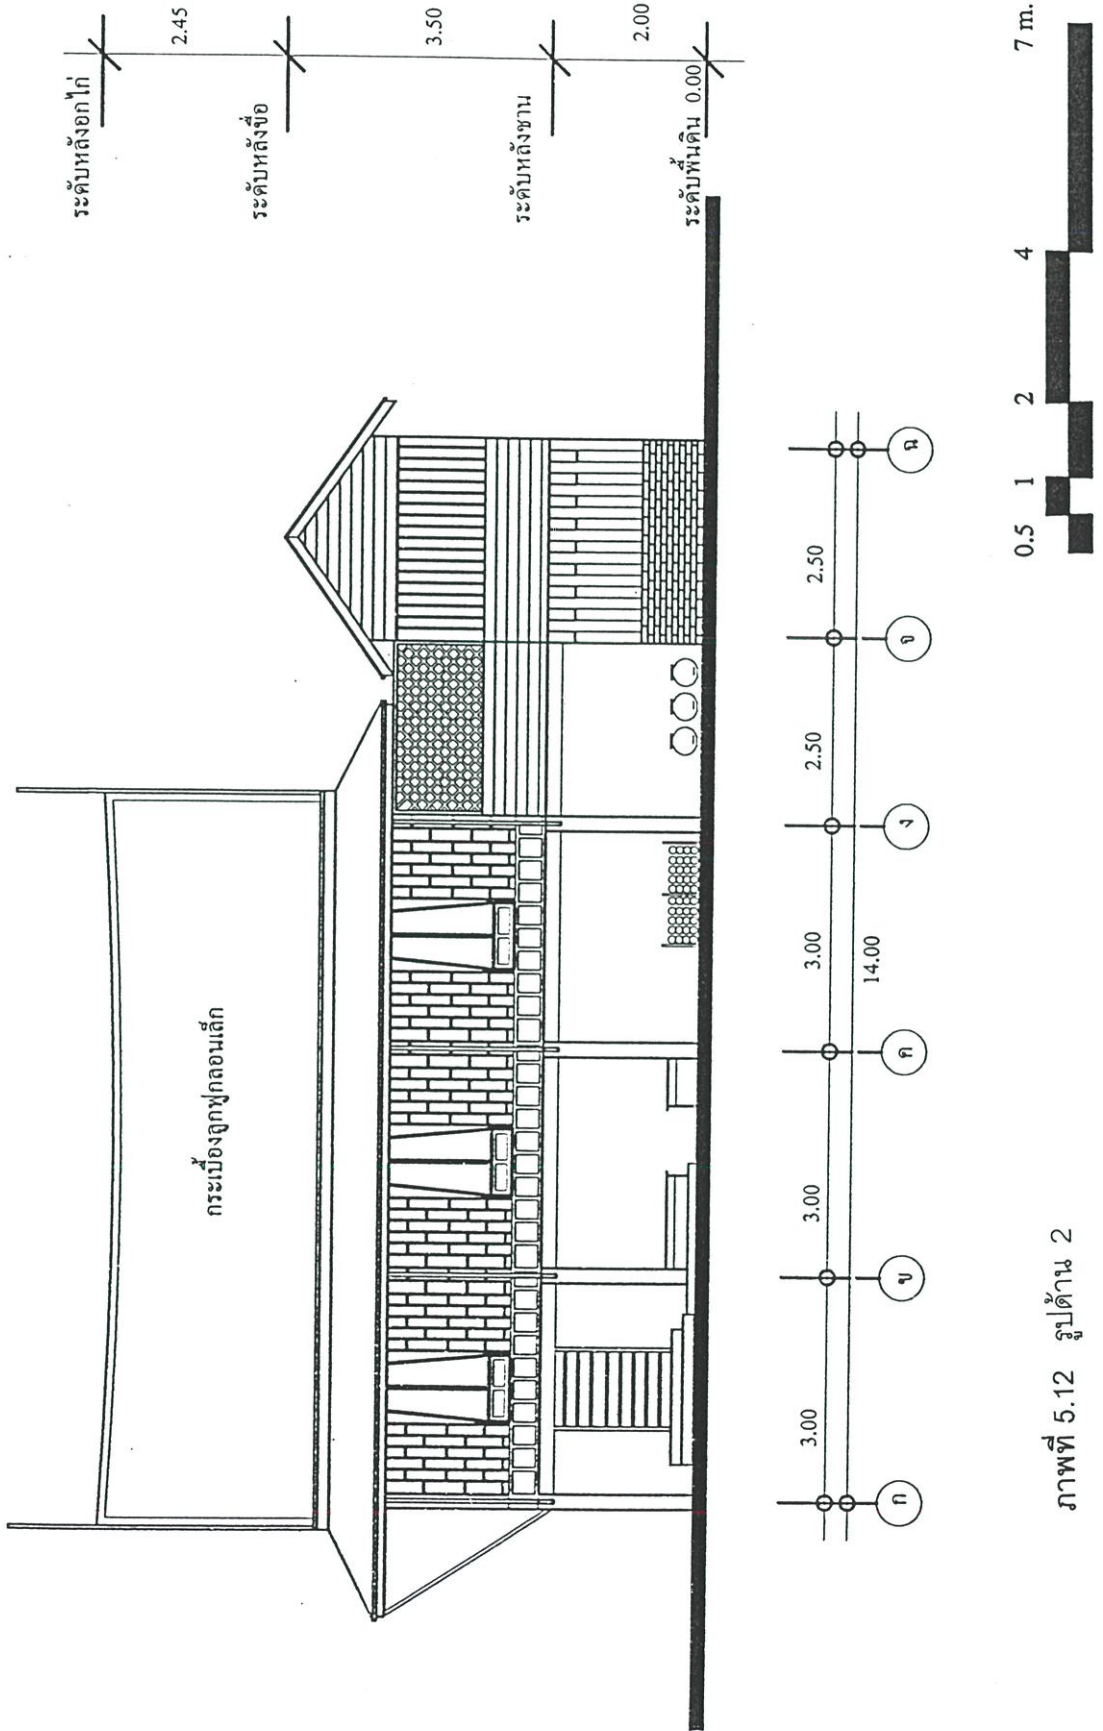 ระดับหลังอกไก่
2.45
ระดับหลังขื่อ
3.50
ระดับหลังชาน
2.00
ระดับพื้นดิน 0.00
กระเบื้องลูกฟูกลอนเล็ก
3.00 3.00 3.00 2.50 2.50
14.00
ก ข ค ง จ ฉ
ภาพที่ 5.12 รูปด้าน 2
0.5 1 2 4 7 m.